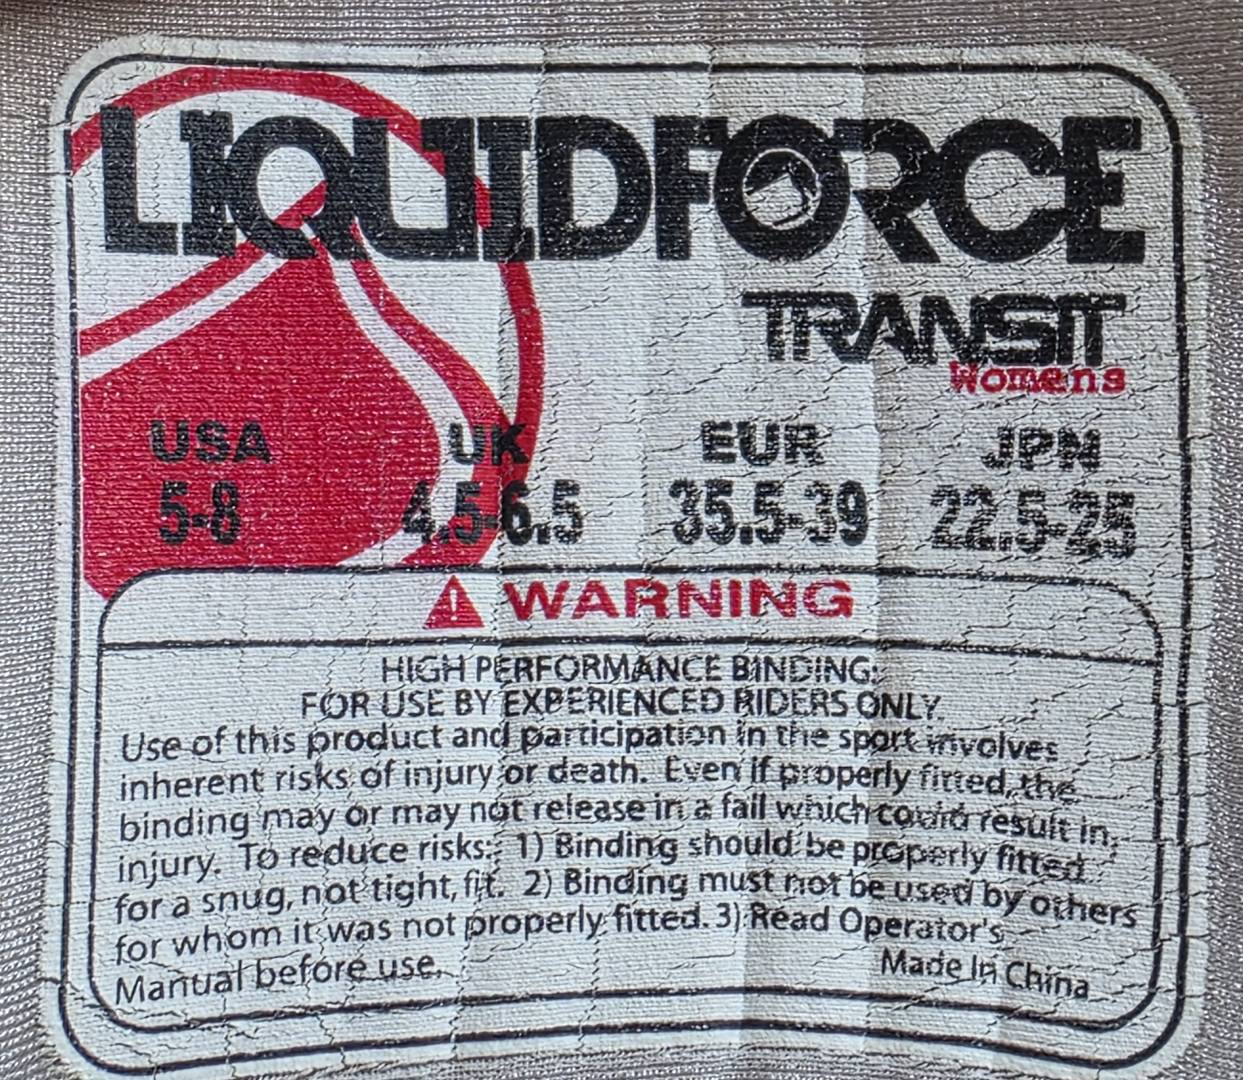 LIQUIDFORCE
TRANSIT
Womens
USA UK EUR JPN
5-8 4.5-6.5 35.5-39 22.5-25
WARNING
HIGH PERFORMANCE BINDING:
FOR USE BY EXPERIENCED RIDERS ONLY.
Use of this product and participation in the sport involves
inherent risks of injury or death. Even if properly fitted, the
binding may or may not release in a fall which could result in
injury. To reduce risks: 1) Binding should be properly fitted
for a snug, not tight, fit. 2) Binding must not be used by others
for whom it was not properly fitted. 3) Read Operator's
Manual before use. Made In China